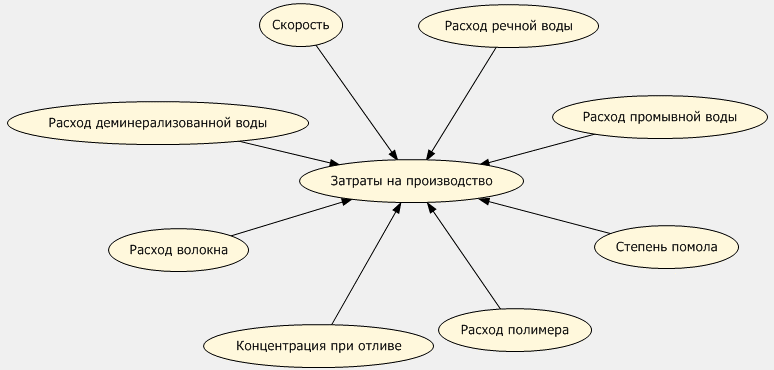 Скорость
Расход речной воды
Расход деминерализованной воды
Расход промывной воды
Затраты на производство
Расход волокна
Степень помола
Расход полимера
Концентрация при отливе